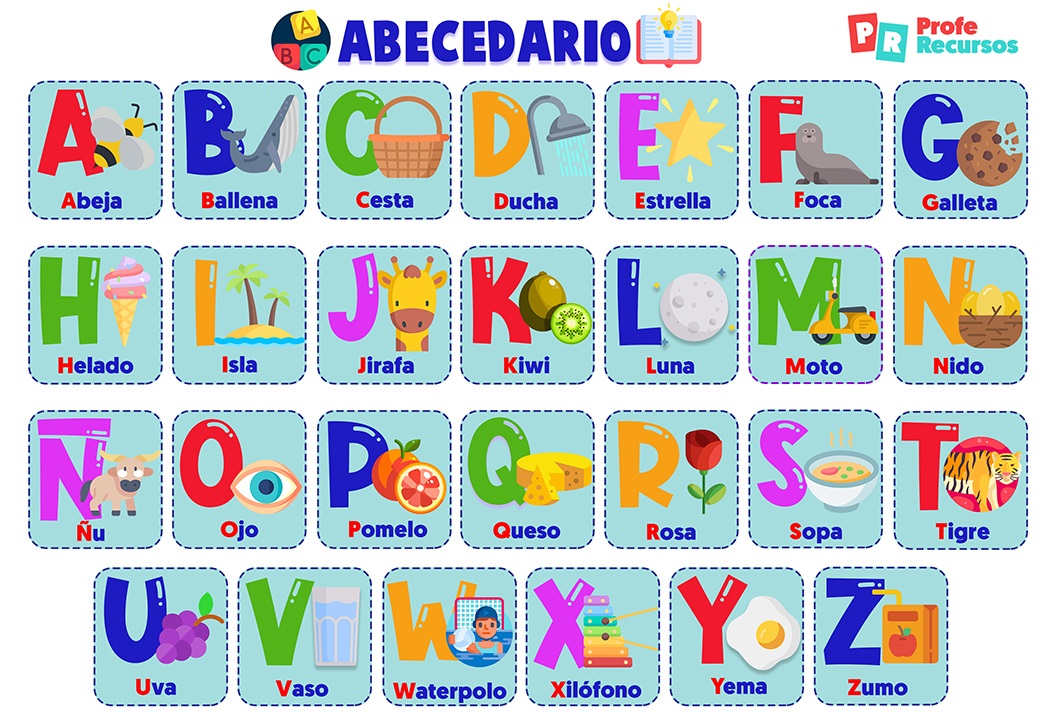 A B C
ABECEDARIO
PR Profe
Recursos
A B C D E F G
Abeja Ballena Cesta Ducha Estrella Foca Galleta
H I J K L M N
Helado Isla Jirafa Kiwi Luna Moto Nido
Ñ O P Q R S T
Ñu Ojo Pomelo Queso Rosa Sopa Tigre
U V W X Y Z
Uva Vaso Waterpolo Xilófono Yema Zumo